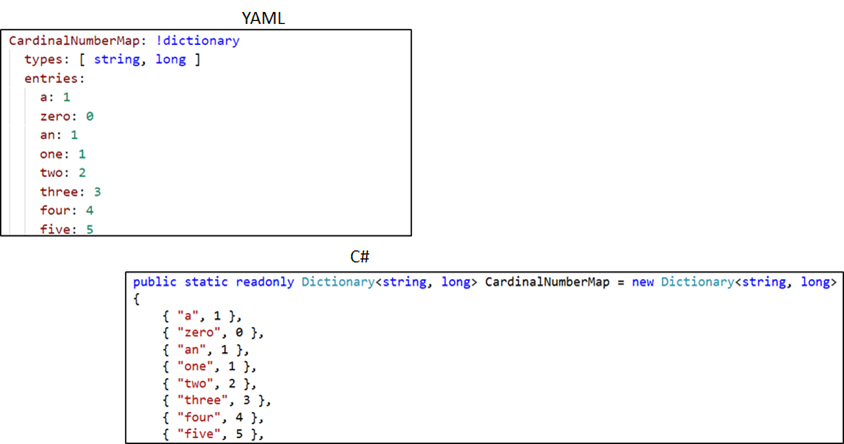 YAML
CardinalNumberMap: !dictionary
types: [ string, long ]
entries:
a: 1
zero: 0
an: 1
one: 1
two: 2
three: 3
four: 4
five: 5
C#
public static readonly Dictionary<string, long> CardinalNumberMap = new Dictionary<string, long>
{
{ "a", 1 },
{ "zero", 0 },
{ "an", 1 },
{ "one", 1 },
{ "two", 2 },
{ "three", 3 },
{ "four", 4 },
{ "five", 5 },